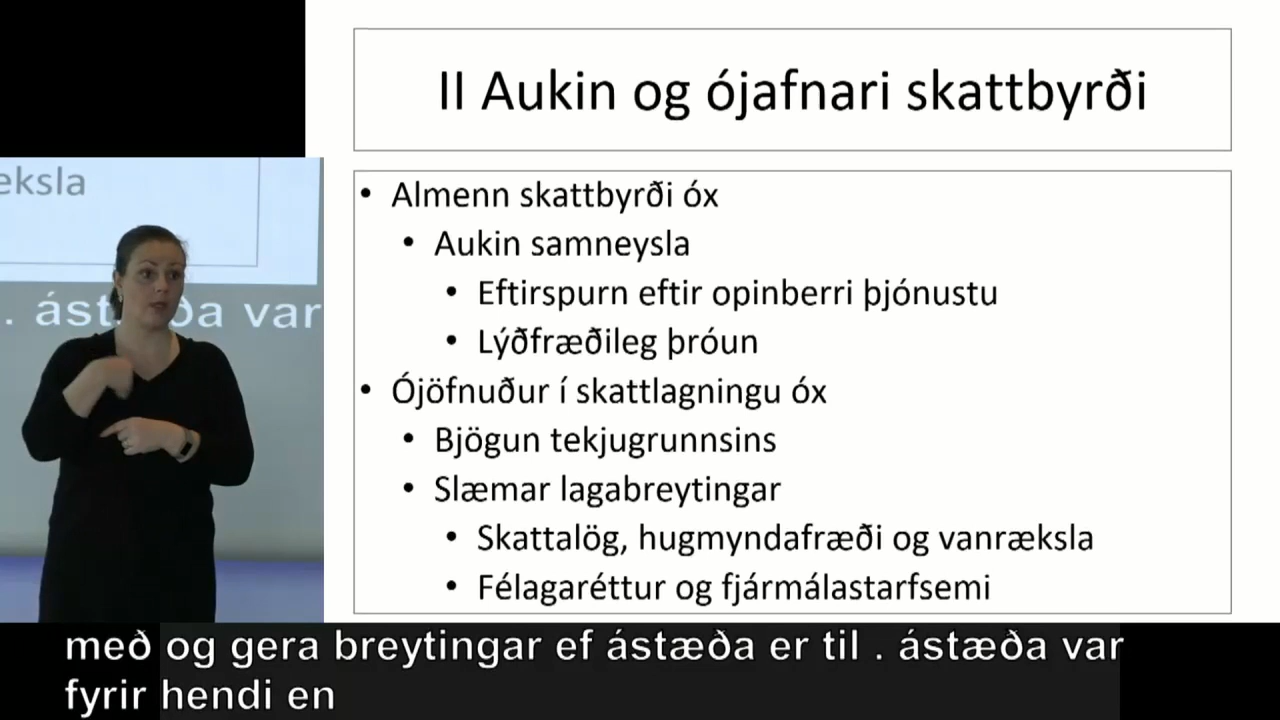 II Aukin og ójafnari skattbyrði
• Almenn skattbyrði óx
• Aukin samneysla
• Eftirspurn eftir opinberri þjónustu
• Lýðfræðileg þróun
• Ójöfnuður í skattlagningu óx
• Bjögun tekjugrunnsins
• Slæmar lagabreytingar
• Skattalög, hugmyndafræði og vanræksla
• Félagaréttur og fjármálastarfsemi
með og gera breytingar ef ástæða er til . ástæða var
fyrir hendi en
eksla
. ástæða var